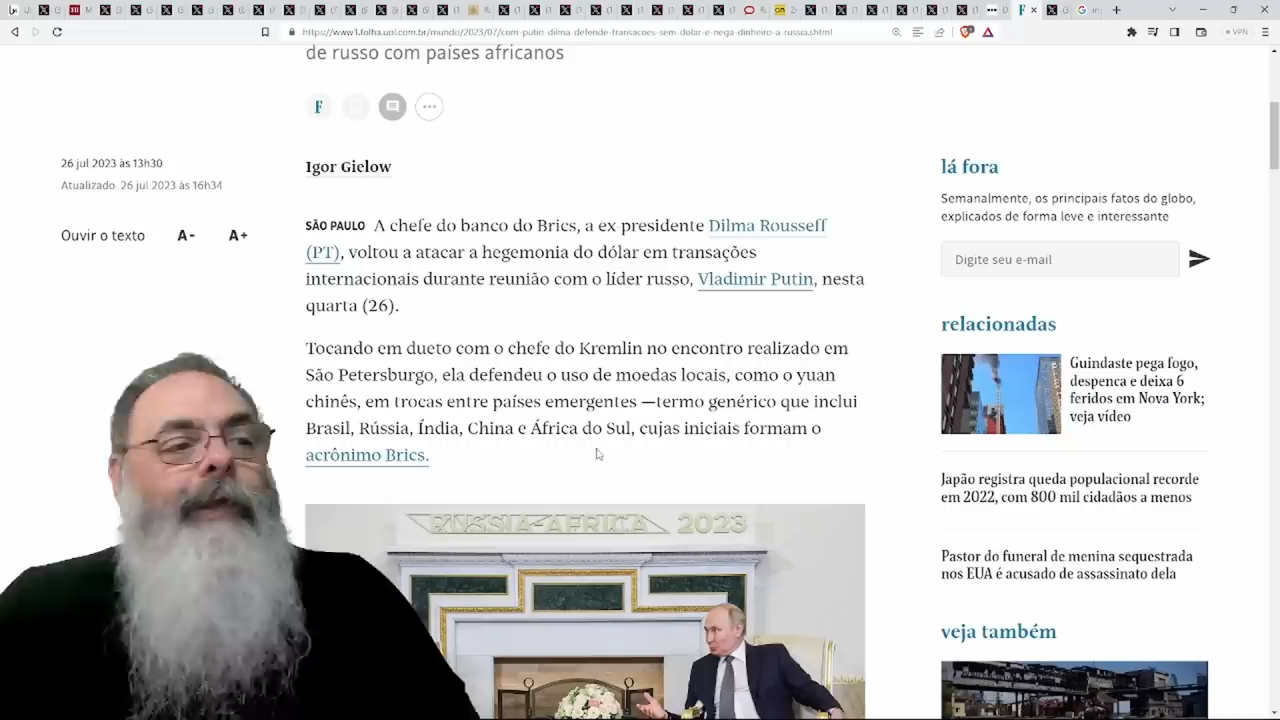 https://www1.folha.uol.com.br/mundo/2023/07/com-putin-dilma-defende-transacoes-sem-dolar-e-nega-dinheiro-a-russia.shtml
VPN
de russo com países africanos
F
26 jul 2023 às 13h30
Atualizado 26 jul 2023 às 16h34
Ouvir o texto
A-
A+
Igor Gielow
SÃO PAULO A chefe do banco do Brics, a ex presidente Dilma Rousseff
(PT), voltou a atacar a hegemonia do dólar em transações
internacionais durante reunião com o líder russo, Vladimir Putin, nesta
quarta (26).
Tocando em dueto com o chefe do Kremlin no encontro realizado em
São Petersburgo, ela defendeu o uso de moedas locais, como o yuan
chinês, em trocas entre países emergentes —termo genérico que inclui
Brasil, Rússia, Índia, China e África do Sul, cujas iniciais formam o
acrônimo Brics.
RUSSIA-AFRICA 2023
lá fora
Semanalmente, os principais fatos do globo,
explicados de forma leve e interessante
Digite seu e-mail
relacionadas
Guindaste pega fogo,
despenca e deixa 6
feridos em Nova York;
veja vídeo
Japão registra queda populacional recorde
em 2022, com 800 mil cidadãos a menos
Pastor do funeral de menina sequestrada
nos EUA é acusado de assassinato dela
veja também